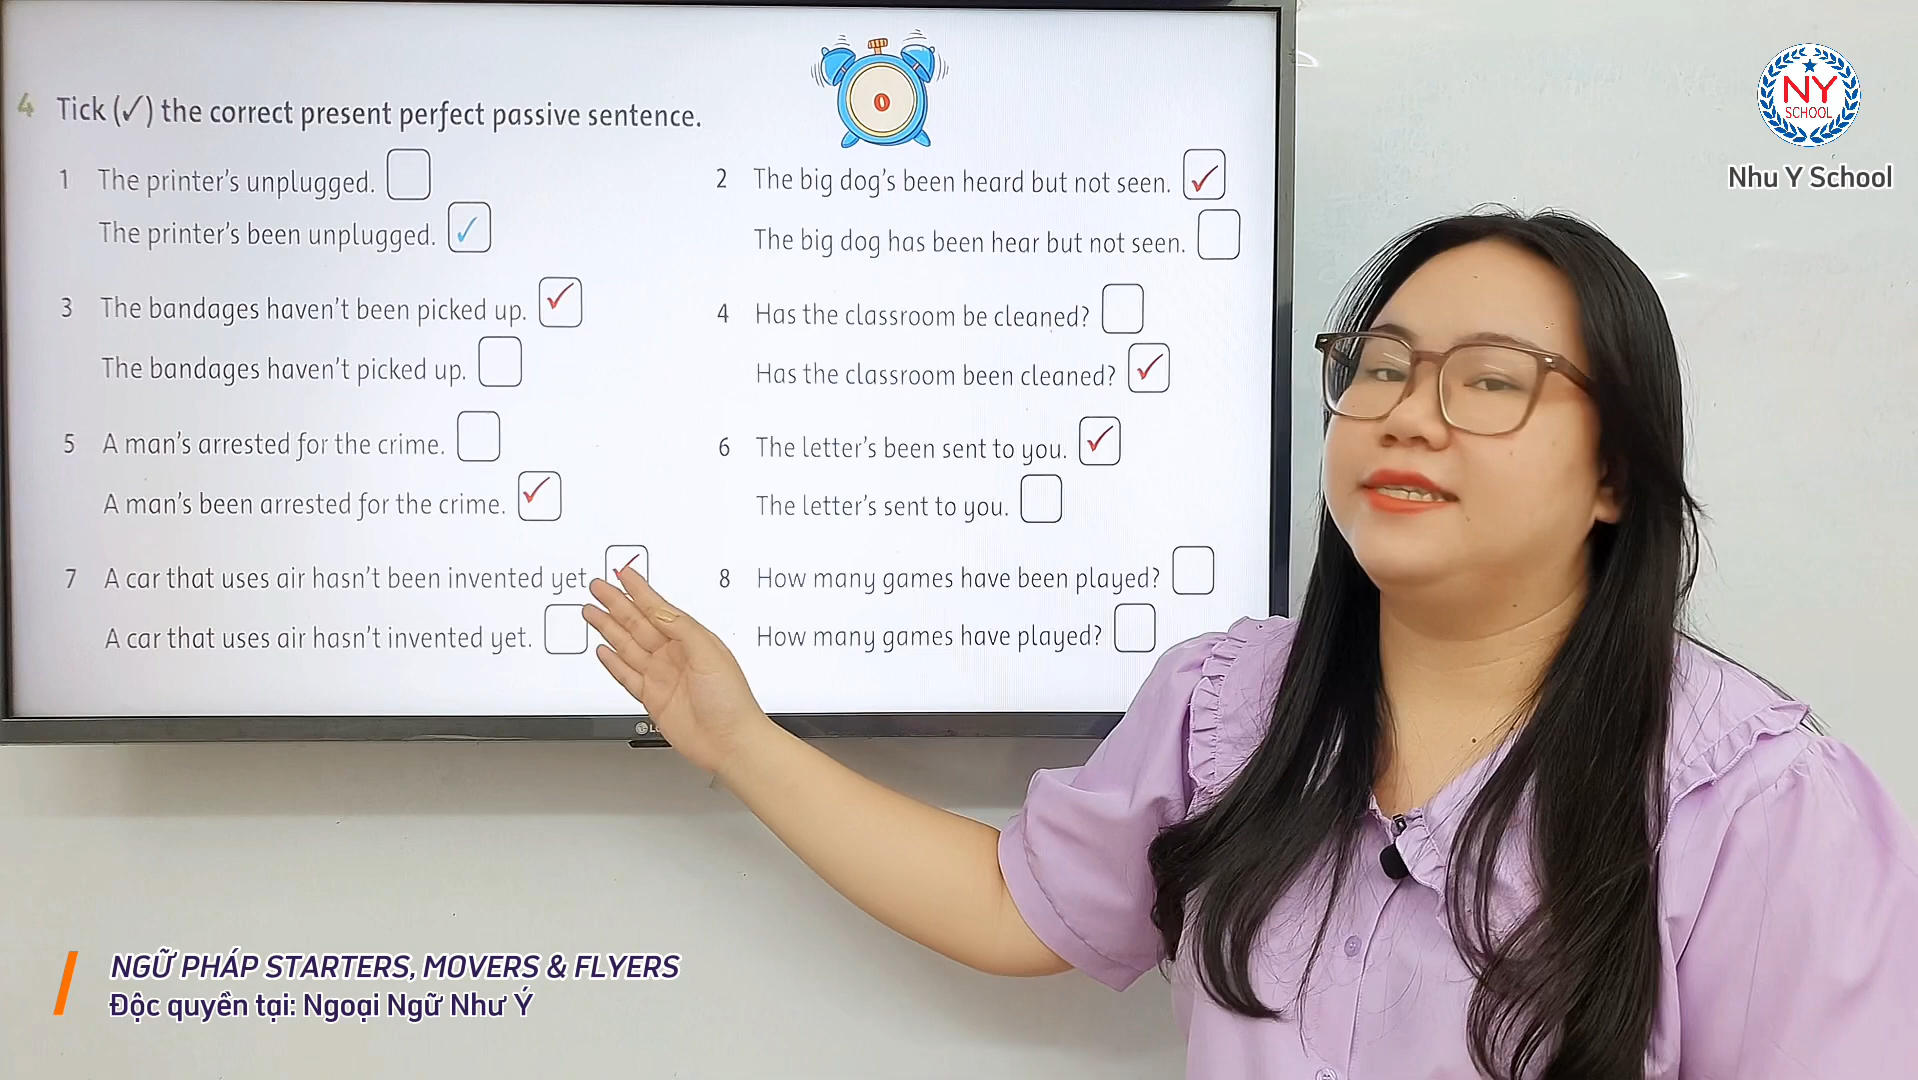 4 Tick (✓) the correct present perfect passive sentence.
0
1 The printer's unplugged.
The printer's been unplugged. ✓
2 The big dog's been heard but not seen. ✓
The big dog has been hear but not seen.
3 The bandages haven't been picked up. ✓
The bandages haven't picked up.
4 Has the classroom be cleaned?
Has the classroom been cleaned? ✓
5 A man's arrested for the crime.
A man's been arrested for the crime. ✓
6 The letter's been sent to you. ✓
The letter's sent to you.
7 A car that uses air hasn't been invented yet ✓
A car that uses air hasn't invented yet.
8 How many games have been played?
How many games have played?
NY
SCHOOL
Nhu Y School
NGỮ PHÁP STARTERS, MOVERS & FLYERS
Độc quyền tại: Ngoại Ngữ Như Ý